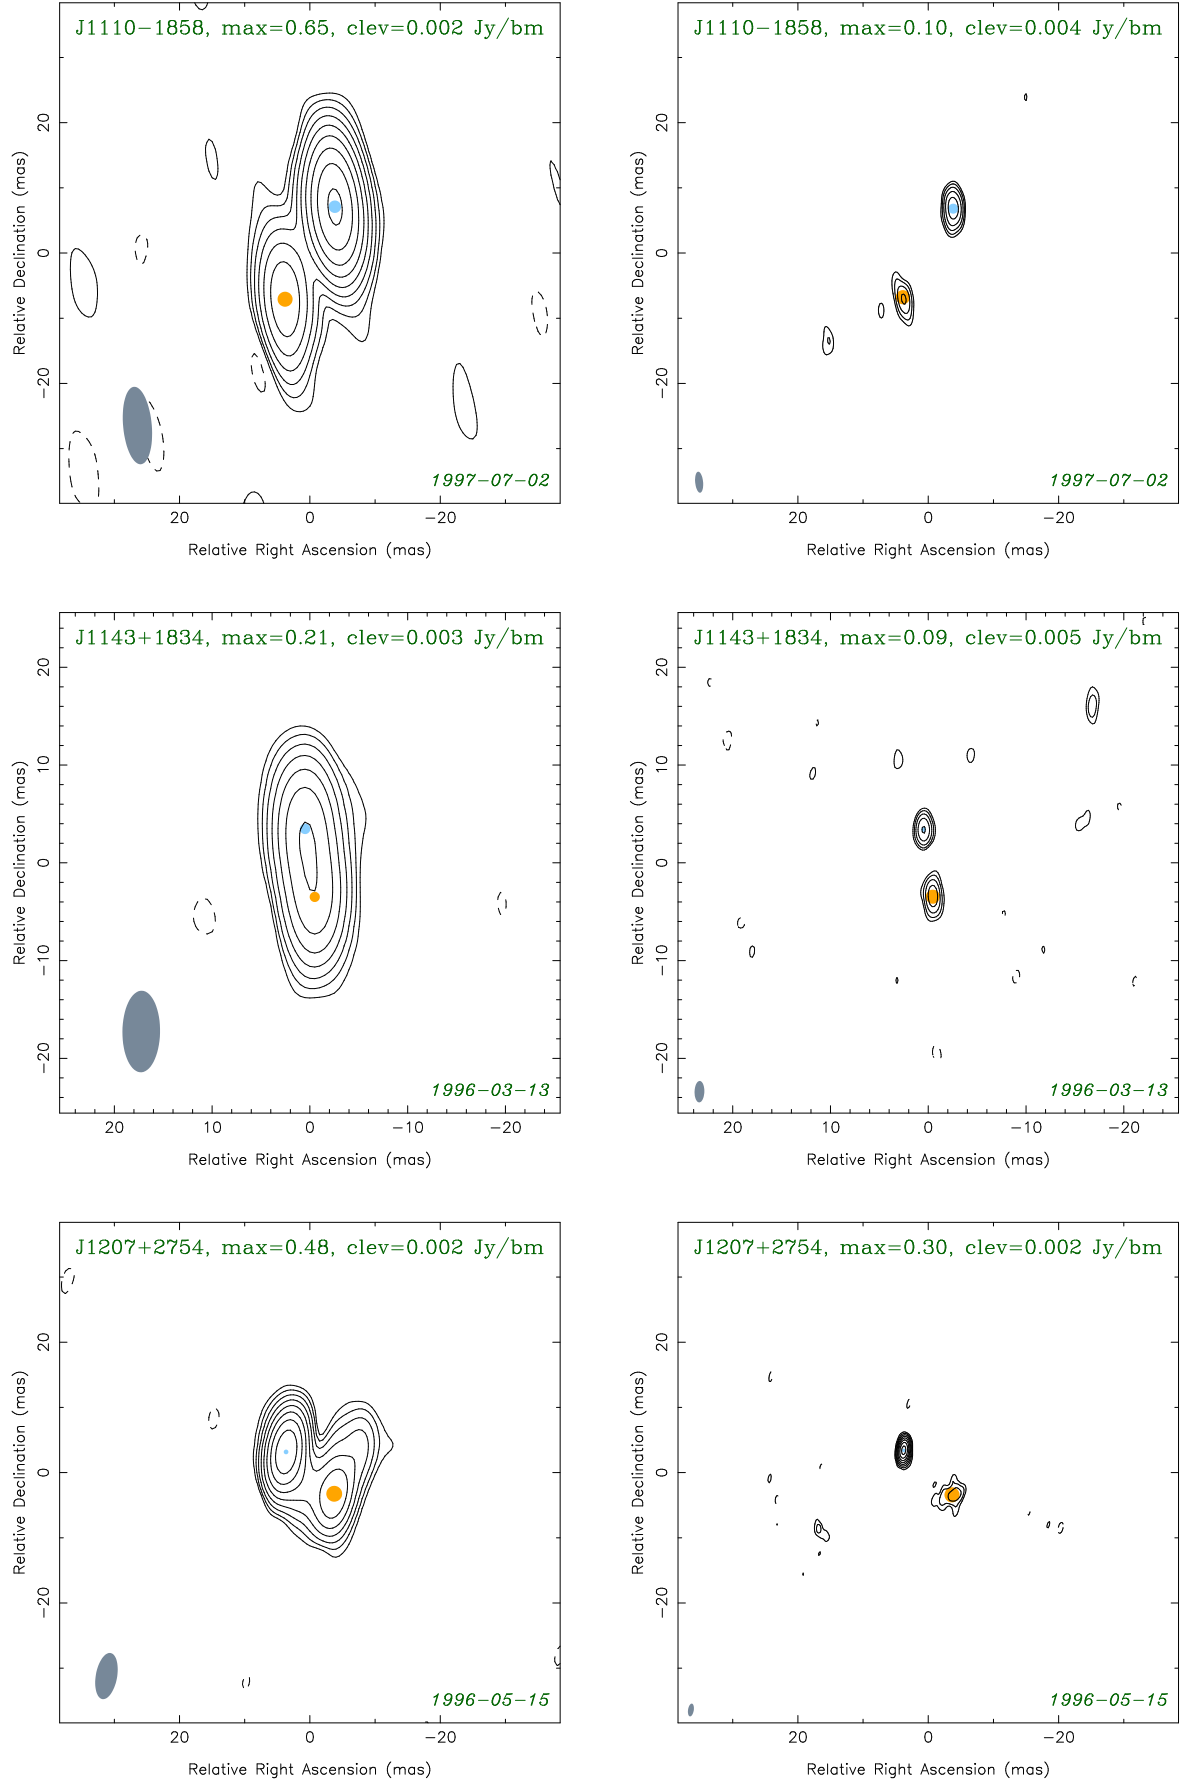 J1110−1858, max=0.65, clev=0.002 Jy/bm
Relative Declination (mas)
20
0
−20
1997−07−02
20 0 −20
Relative Right Ascension (mas)
J1110−1858, max=0.10, clev=0.004 Jy/bm
Relative Declination (mas)
20
0
−20
1997−07−02
20 0 −20
Relative Right Ascension (mas)
J1143+1834, max=0.21, clev=0.003 Jy/bm
Relative Declination (mas)
20
10
0
−10
−20
1996−03−13
20 10 0 −10 −20
Relative Right Ascension (mas)
J1143+1834, max=0.09, clev=0.005 Jy/bm
Relative Declination (mas)
20
10
0
−10
−20
1996−03−13
20 10 0 −10 −20
Relative Right Ascension (mas)
J1207+2754, max=0.48, clev=0.002 Jy/bm
Relative Declination (mas)
20
0
−20
1996−05−15
20 0 −20
Relative Right Ascension (mas)
J1207+2754, max=0.30, clev=0.002 Jy/bm
Relative Declination (mas)
20
0
−20
1996−05−15
20 0 −20
Relative Right Ascension (mas)